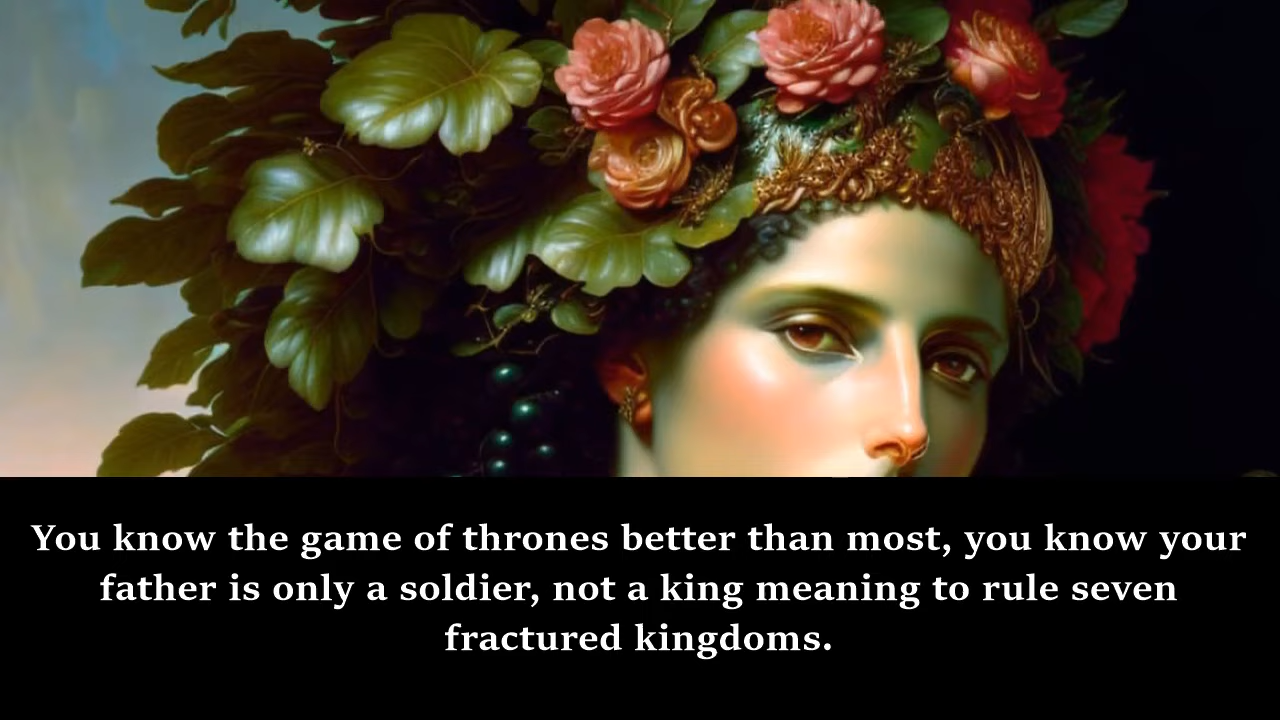 You know the game of thrones better than most, you know your
father is only a soldier, not a king meaning to rule seven
fractured kingdoms.